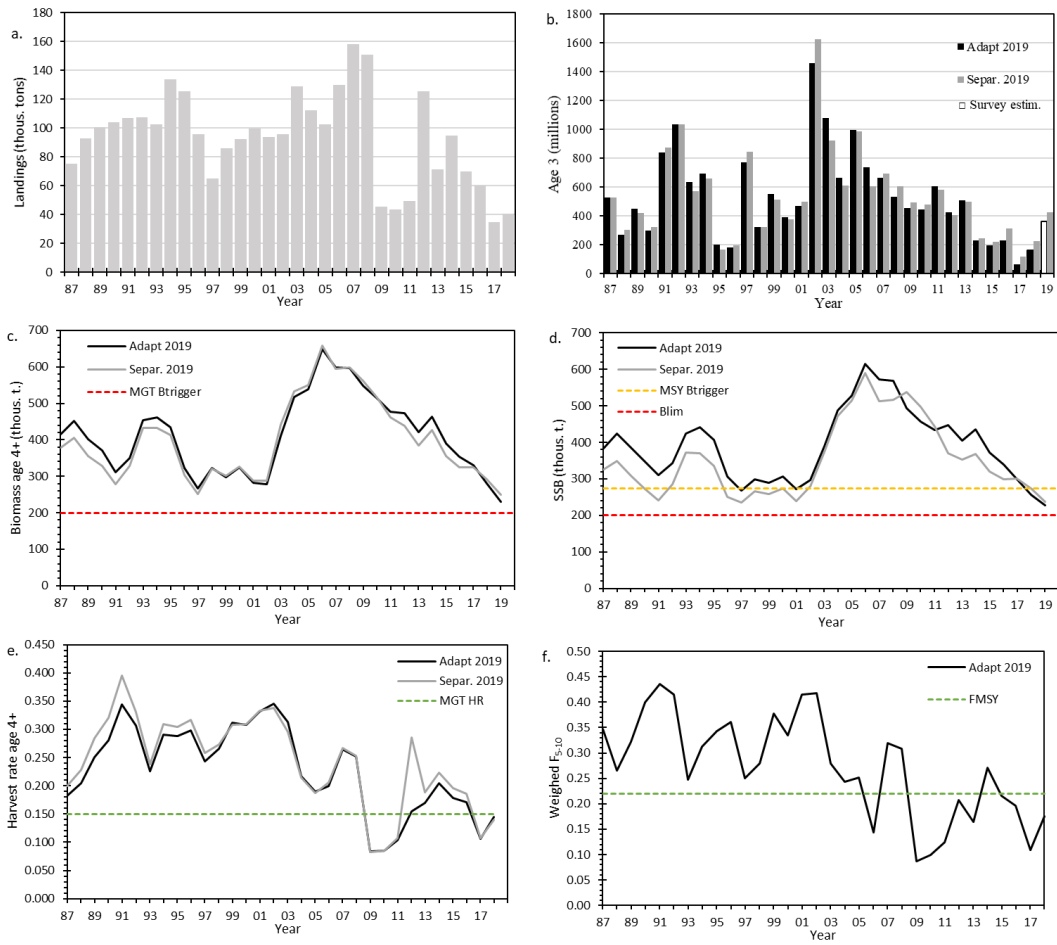 a.
Landings (thous. tons)
180
160
140
120
100
80
60
40
20
0
87 89 91 93 95 97 99 01 03 05 07 09 11 13 15 17
Year
b.
Age 3 (millions)
1800
1600
1400
1200
1000
800
600
400
200
0
Adapt 2019
Separ. 2019
Survey estim.
87 89 91 93 95 97 99 01 03 05 07 09 11 13 15 17 19
Year
c.
Biomass age 4+ (thous. t.)
700
600
500
400
300
200
100
0
Adapt 2019
Separ. 2019
MGT Btrigger
87 89 91 93 95 97 99 01 03 05 07 09 11 13 15 17 19
Year
d.
SSB (thous. t.)
700
600
500
400
300
200
100
0
Adapt 2019
Separ. 2019
MSY Btrigger
Blim
87 89 91 93 95 97 99 01 03 05 07 09 11 13 15 17 19
Year
e.
Harvest rate age 4+
0.450
0.400
0.350
0.300
0.250
0.200
0.150
0.100
0.050
0.000
Adapt 2019
Separ. 2019
MGT HR
87 89 91 93 95 97 99 01 03 05 07 09 11 13 15 17
Year
f.
Weighed F5-10
0.50
0.45
0.40
0.35
0.30
0.25
0.20
0.15
0.10
0.05
0.00
Adapt 2019
FMSY
87 89 91 93 95 97 99 01 03 05 07 09 11 13 15 17
Year